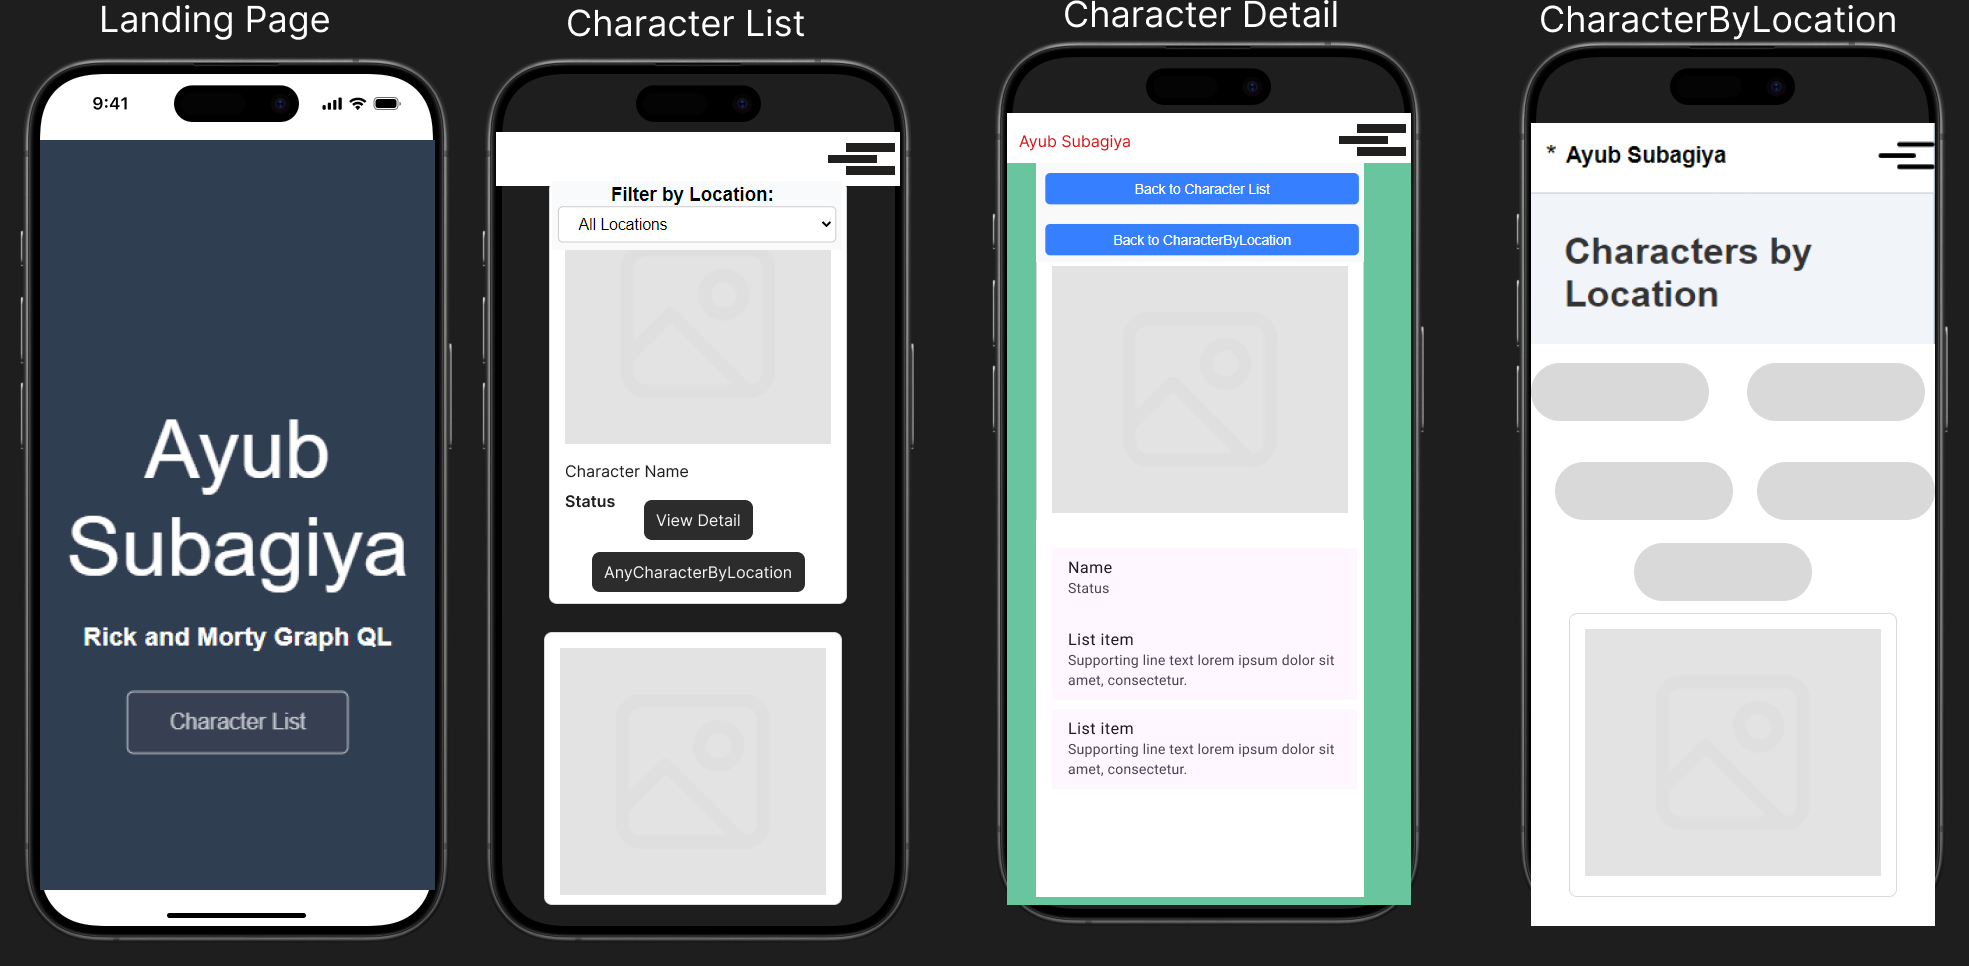 Landing Page
9:41
Ayub
Subagiya
Rick and Morty Graph QL
Character List
Character List
Filter by Location:
All Locations
Character Name
Status
View Detail
AnyCharacterByLocation
Character Detail
Ayub Subagiya
Back to Character List
Back to CharacterByLocation
Name
Status
List item
Supporting line text lorem ipsum dolor sit
amet, consectetur.
List item
Supporting line text lorem ipsum dolor sit
amet, consectetur.
CharacterByLocation
* Ayub Subagiya
Characters by
Location